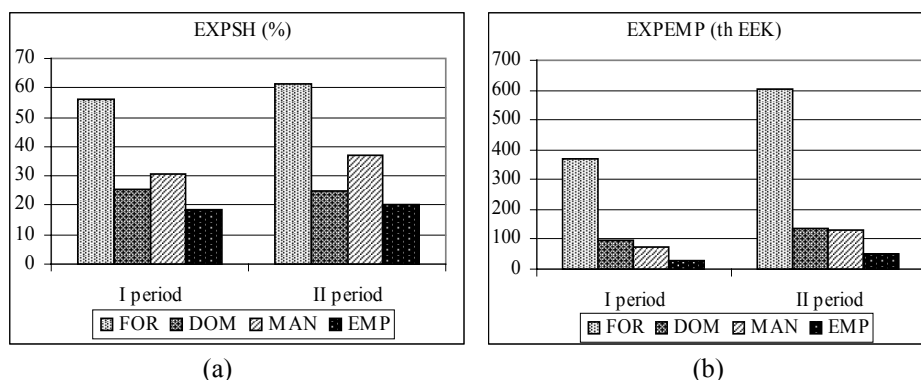 EXPSH (%)
70
60
50
40
30
20
10
0
I period
II period
FOR
DOM
MAN
EMP
(a)
EXPEMP (th EEK)
700
600
500
400
300
200
100
0
I period
II period
FOR
DOM
MAN
EMP
(b)